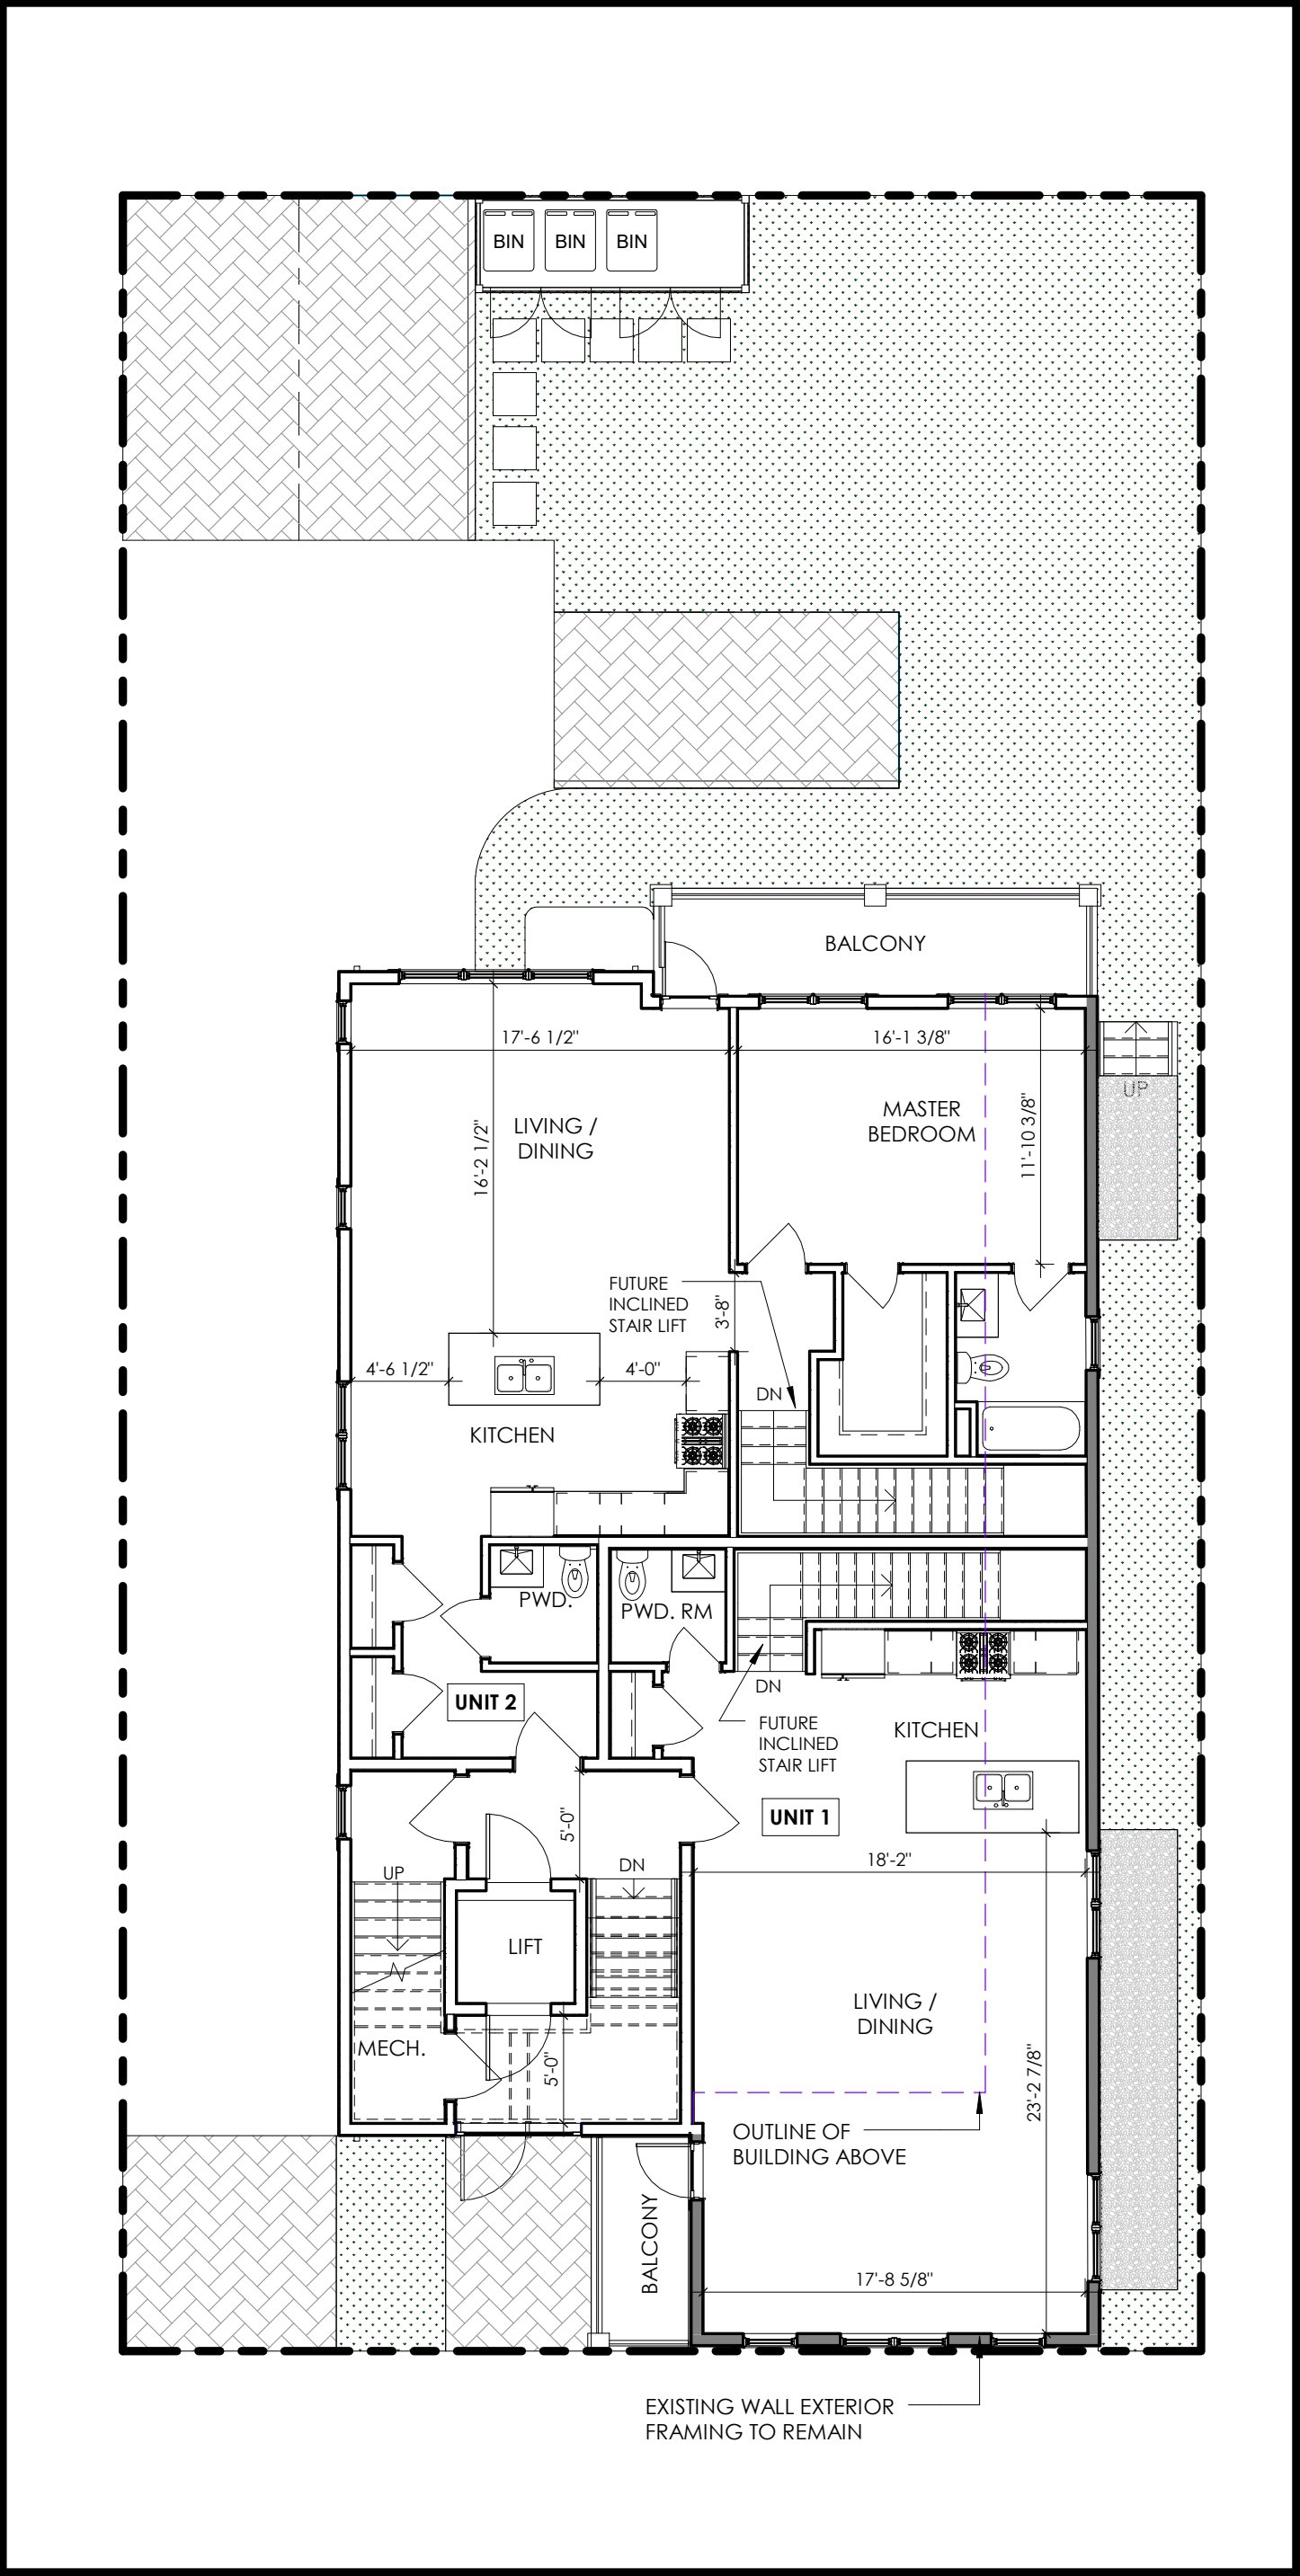 BIN BIN BIN
BALCONY
17'-6 1/2"
16'-1 3/8"
UP
LIVING /
DINING
16'-2 1/2"
MASTER
BEDROOM
11'-10 3/8"
FUTURE
INCLINED
STAIR LIFT
3'-8"
4'-6 1/2"
4'-0"
DN
KITCHEN
PWD.
PWD. RM
UNIT 2
DN
FUTURE
INCLINED
STAIR LIFT
KITCHEN
UNIT 1
5'-0"
18'-2"
UP
DN
LIFT
LIVING /
DINING
MECH.
5'-0"
23'-2 7/8"
OUTLINE OF
BUILDING ABOVE
BALCONY
17'-8 5/8"
EXISTING WALL EXTERIOR
FRAMING TO REMAIN